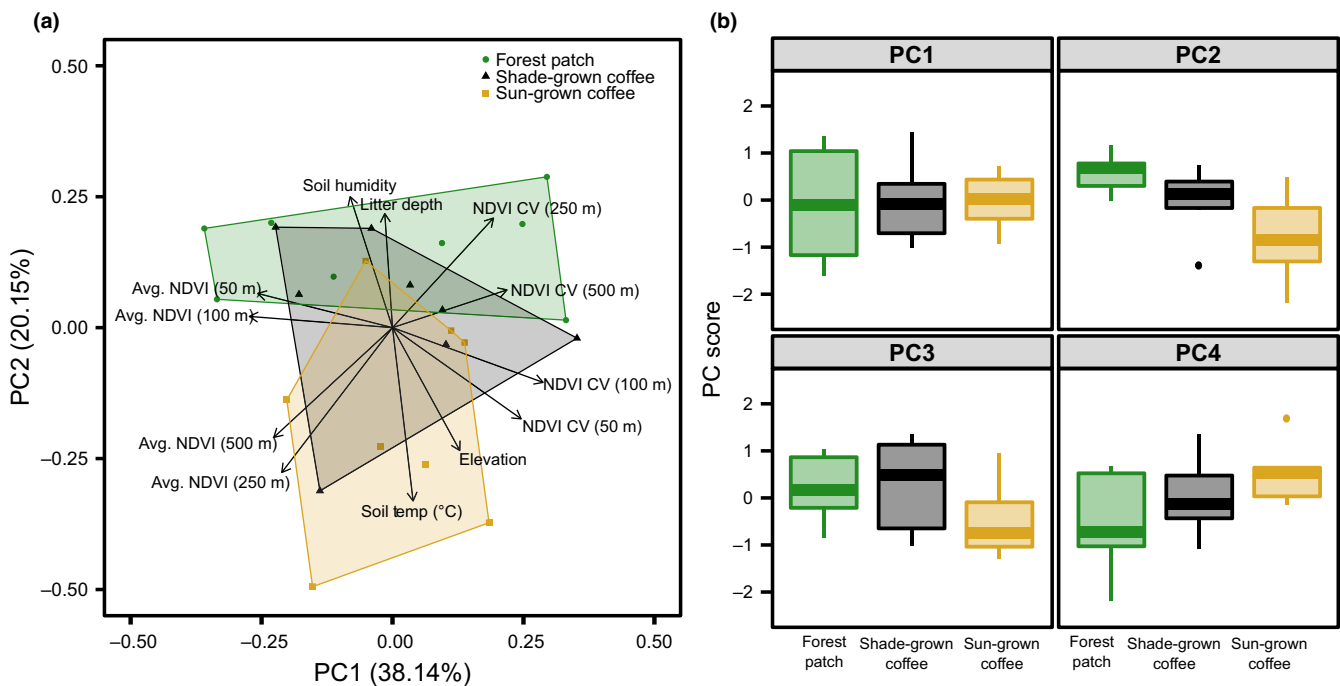 (a)
0.50
0.25
0.00
–0.25
–0.50
PC2 (20.15%)
Forest patch
Shade-grown coffee
Sun-grown coffee
Soil humidity
Litter depth
NDVI CV (250 m)
Avg. NDVI (50 m)
NDVI CV (500 m)
Avg. NDVI (100 m)
NDVI CV (100 m)
NDVI CV (50 m)
Avg. NDVI (500 m)
Elevation
Avg. NDVI (250 m)
Soil temp (°C)
–0.50
–0.25
0.00
0.25
0.50
PC1 (38.14%)
(b)
PC1
PC2
2
1
0
–1
–2
PC score
PC3
PC4
2
1
0
–1
–2
Forest
patch
Shade-grown
coffee
Sun-grown
coffee
Forest
patch
Shade-grown
coffee
Sun-grown
coffee